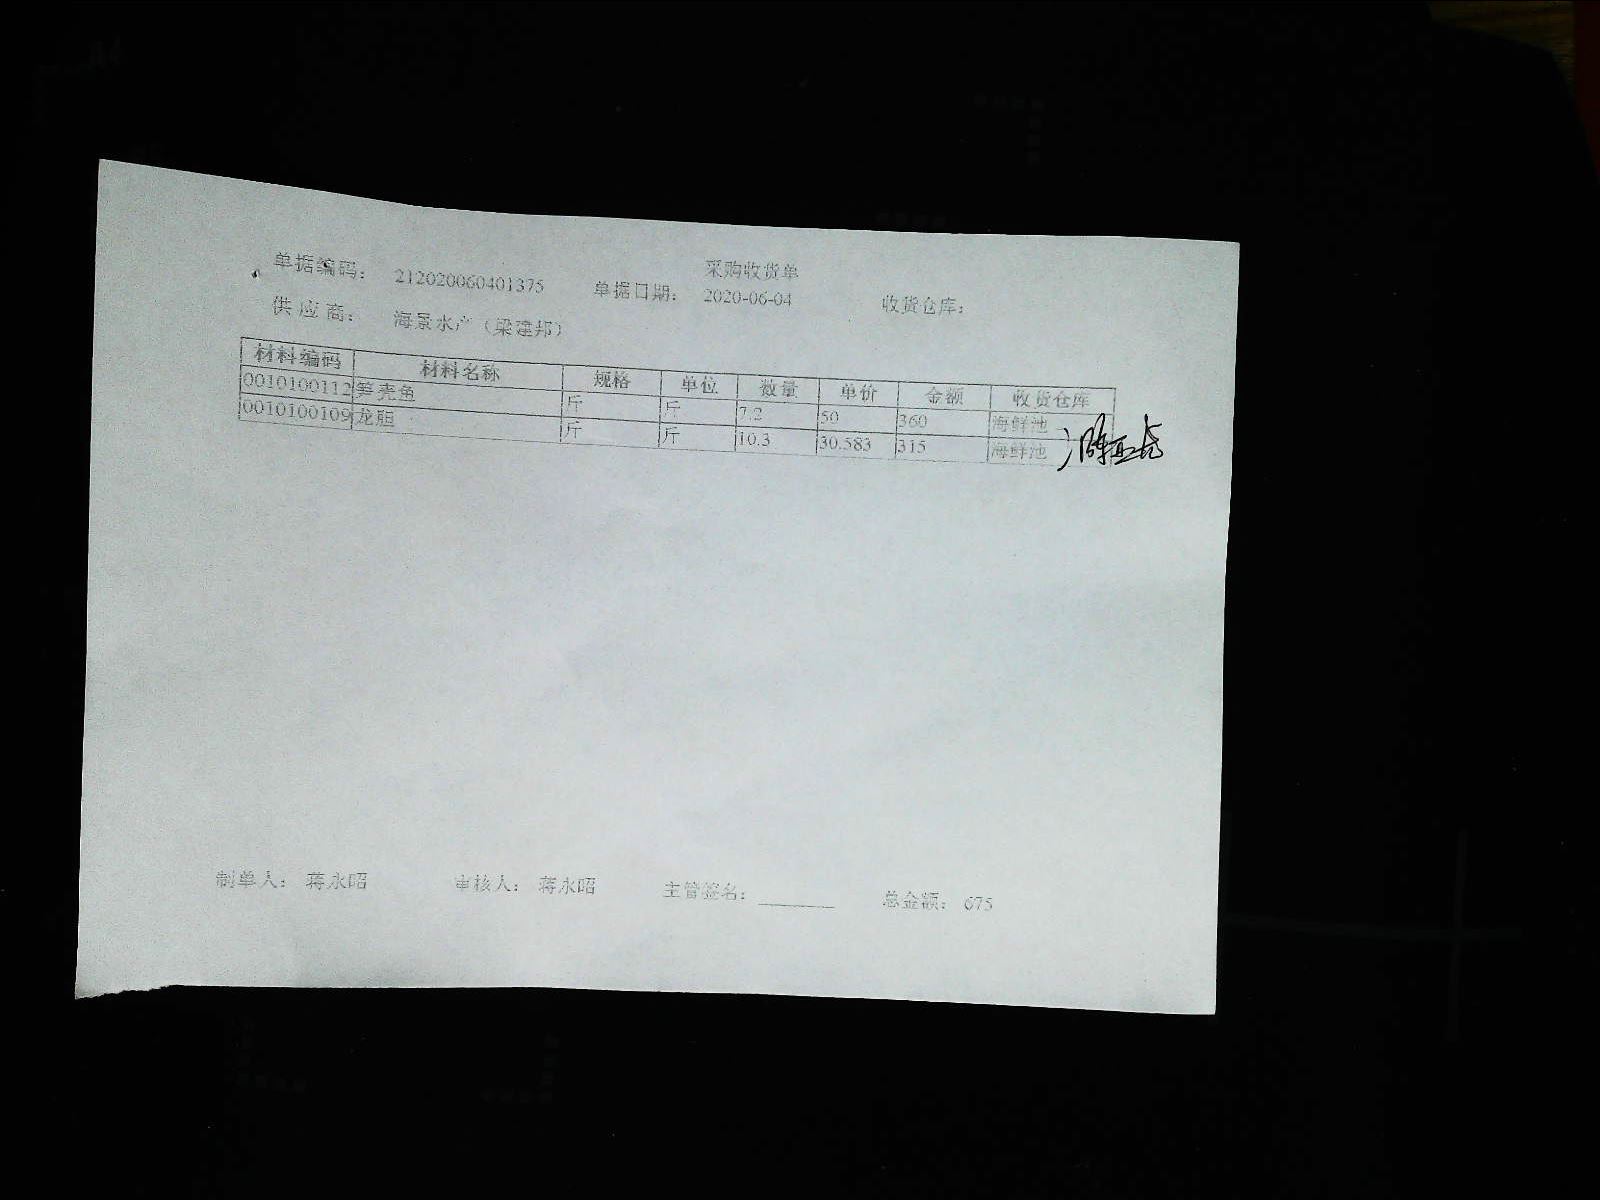 采购收货单
单据编码： 212020060401375 单据日期： 2020-06-04 收货仓库：
供应商： 海景水产（梁建邦）
材料编码 材料名称 规格 单位 数量 单价 金额 收货仓库
0010100112 笋壳鱼 斤 斤 7.2 50 360 海鲜池
0010100109 龙胆 斤 斤 10.3 30.583 315 海鲜池
制单人： 蒋永昭 审核人： 蒋永昭 主管签名： 总金额： 675